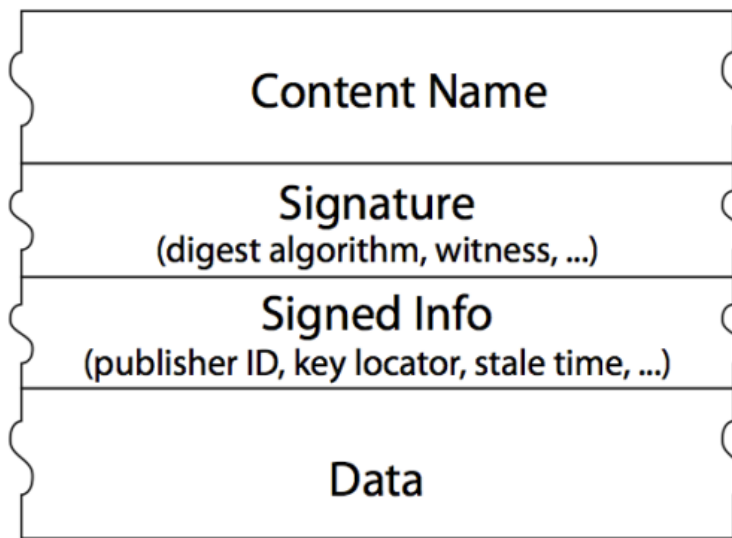 Content Name
Signature
(digest algorithm, witness, ...)
Signed Info
(publisher ID, key locator, stale time, ...)
Data